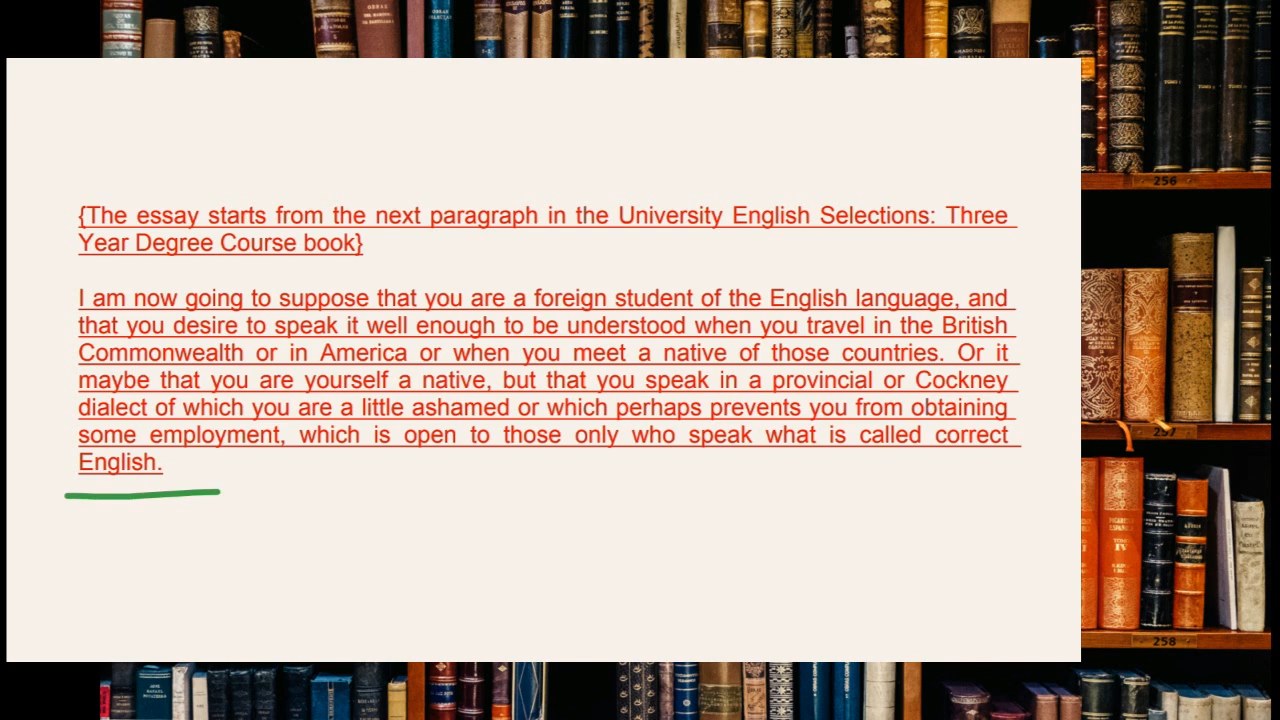 {The essay starts from the next paragraph in the University English Selections: Three
Year Degree Course book}
I am now going to suppose that you are a foreign student of the English language, and
that you desire to speak it well enough to be understood when you travel in the British
Commonwealth or in America or when you meet a native of those countries. Or it
maybe that you are yourself a native, but that you speak in a provincial or Cockney
dialect of which you are a little ashamed or which perhaps prevents you from obtaining
some employment, which is open to those only who speak what is called correct
English.
256
257
258
IV